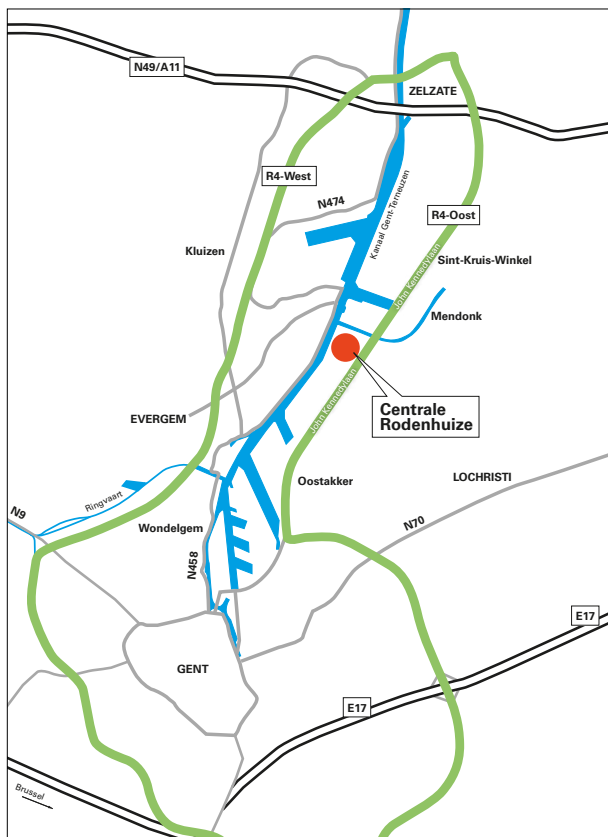 N49/A11
ZELZATE
R4-West
N474
R4-Oost
Kanaal Gent-Terneuzen
Kluizen
Sint-Kruis-Winkel
John Kennedylaan
Mendonk
Centrale
Rodenhuize
John Kennedylaan
EVERGEM
Oostakker
LOCHRISTI
Ringvaart
N9
Wondelgem
N70
N458
E17
GENT
E17
Brussel